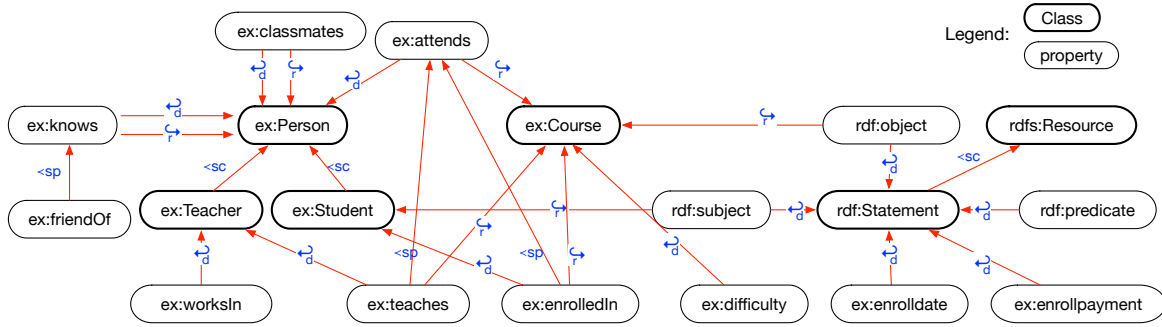 ex:classmates
ex:attends
Legend:
Class
property
↩d
↪r
↩d
↪r
ex:knows
↩d
↪r
ex:Person
ex:Course
↪r
rdf:object
rdfs:Resource
≺sp
≺sc
≺sc
↩d
≺sc
ex:friendOf
ex:Teacher
ex:Student
↪r
rdf:subject
↩d
rdf:Statement
↩d
rdf:predicate
↩d
↩d
≺sp
↩d
↪r
≺sp
↪r
↩d
↩d
↩d
ex:worksIn
ex:teaches
ex:enrolledIn
ex:difficulty
ex:enrolldate
ex:enrollpayment